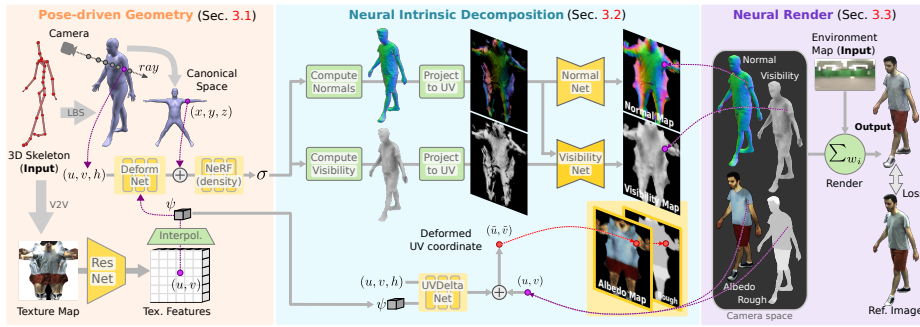 Pose-driven Geometry (Sec. 3.1)
Camera
ray
Canonical
Space
(x, y, z)
LBS
3D Skeleton
(Input)
(u, v, h)
Deform
Net
NeRF
(density)
σ
V2V
ψ
Interpol.
Res
Net
(u, v)
Texture Map
Tex. Features
Neural Intrinsic Decomposition (Sec. 3.2)
Compute
Normals
Project
to UV
Normal
Net
Normal Map
Compute
Visibility
Project
to UV
Visibility
Net
Visibility Map
Deformed
UV coordinate
(ũ, ṽ)
(u, v, h)
ψ
UVDelta
Net
(u, v)
Albedo Map
Rough
Neural Render (Sec. 3.3)
Environment
Map (Input)
Normal
Visibility
Output
∑wᵢ
Render
Loss
Albedo
Rough
Camera space
Ref. Image